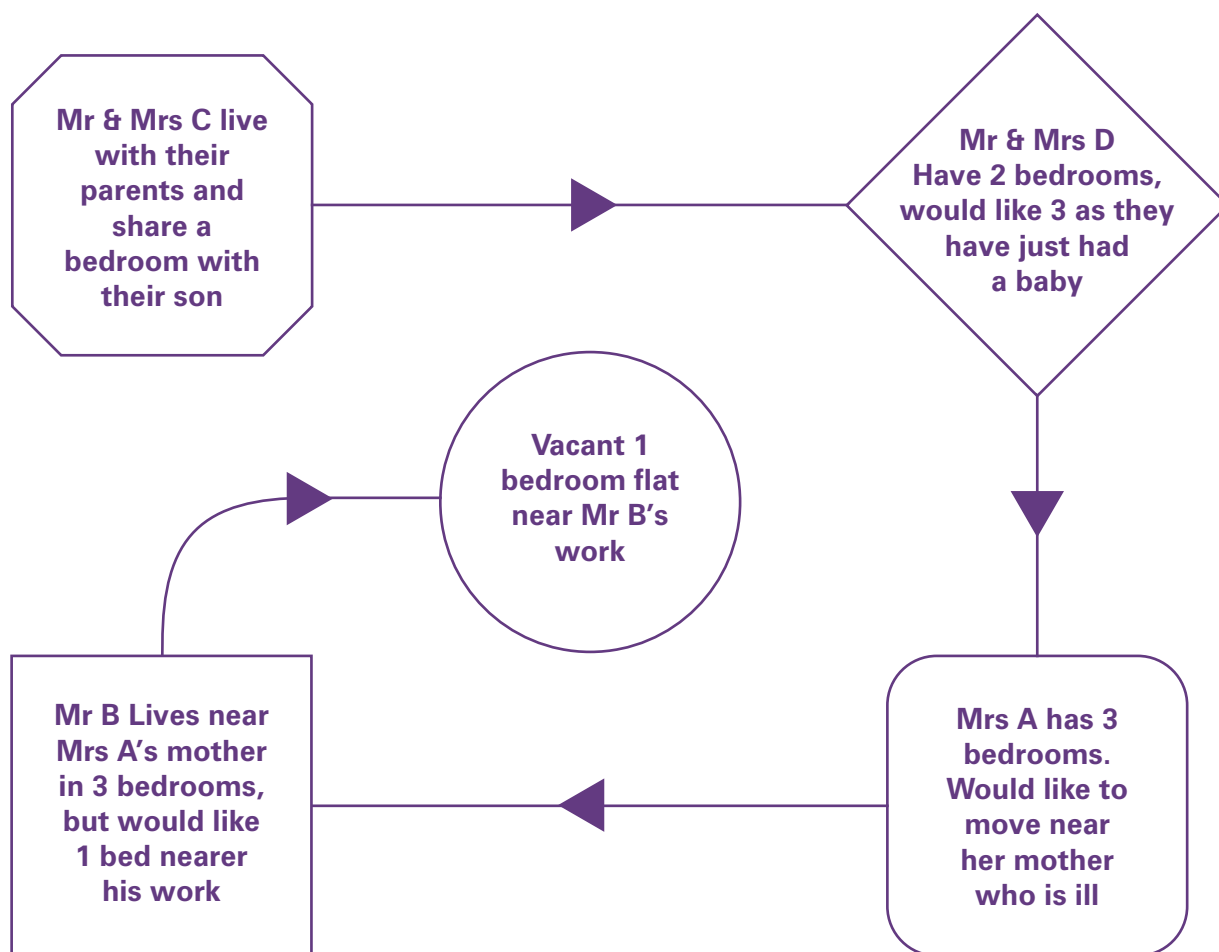 Mr & Mrs C live
with their
parents and
share a
bedroom with
their son
Mr & Mrs D
Have 2 bedrooms,
would like 3 as they
have just had
a baby
Vacant 1
bedroom flat
near Mr B’s
work
Mr B Lives near
Mrs A’s mother
in 3 bedrooms,
but would like
1 bed nearer
his work
Mrs A has 3
bedrooms.
Would like to
move near
her mother
who is ill